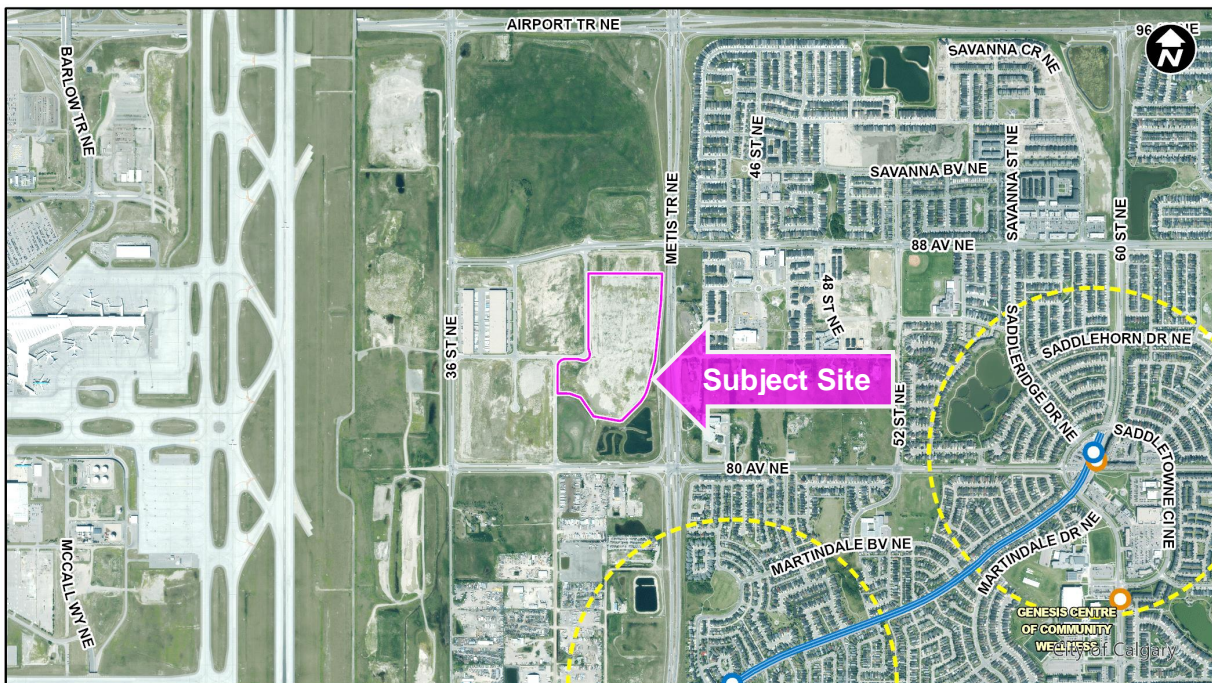 AIRPORT TR NE
96 AV NE
N
BARLOW TR NE
SAVANNA CR NE
46 ST NE
SAVANNA ST NE
SAVANNA BV NE
METIS TR NE
60 ST NE
88 AV NE
48 ST NE
36 ST NE
SADDLERIDGE DR NE
SADDLEHORN DR NE
Subject Site
52 ST NE
SADDLETOWNE CI NE
80 AV NE
MARTINDALE BV NE
MARTINDALE DR NE
MCCALL WY NE
GENESIS CENTRE
OF COMMUNITY
WELLNESS
City of Calgary